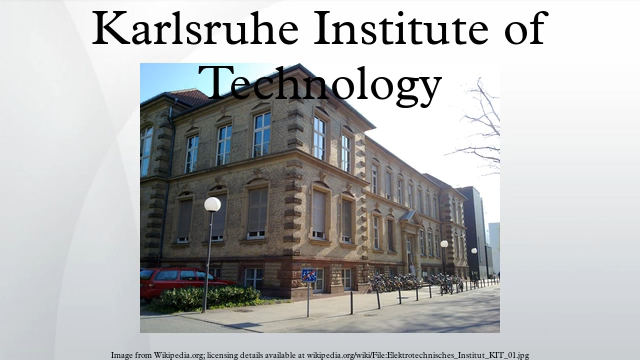 Karlsruhe Institute of
Technology
Image from Wikipedia.org; licensing details available at wikipedia.org/wiki/File:Elektrotechnisches_Institut_KIT_01.jpg